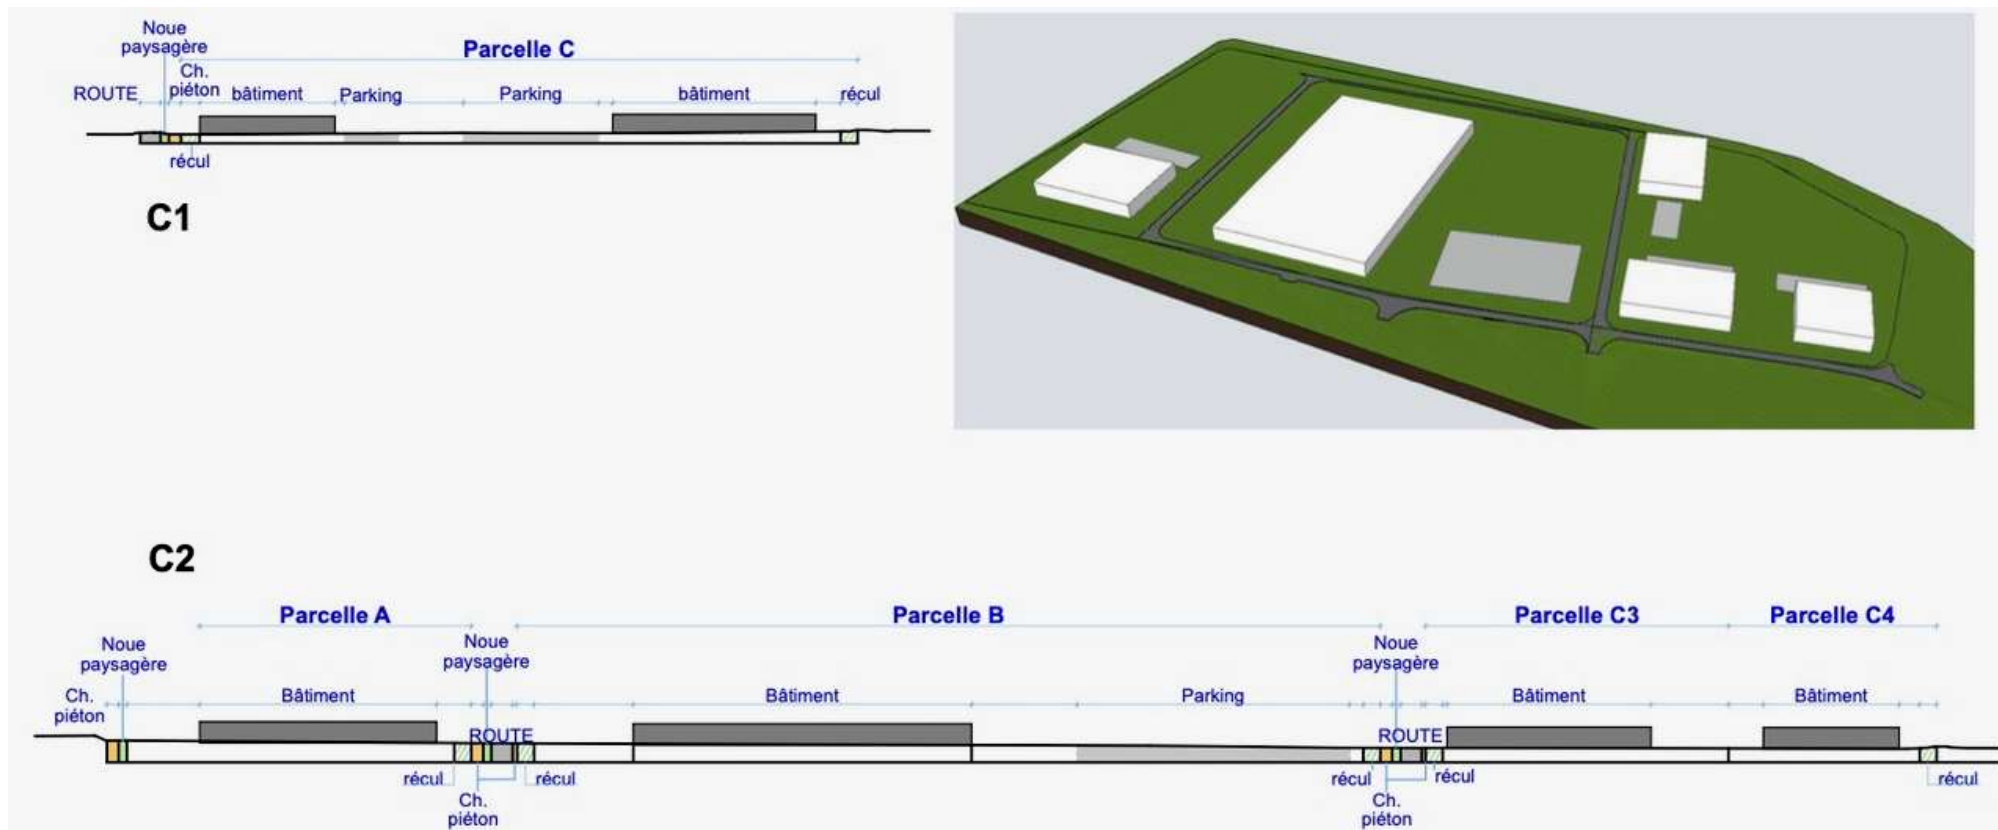 Noue
paysagère
Parcelle C
Ch.
piéton
ROUTE
bâtiment
Parking
Parking
bâtiment
récul
récul
C1
C2
Parcelle A
Parcelle B
Parcelle C3
Parcelle C4
Noue
paysagère
Noue
paysagère
Noue
paysagère
Ch.
piéton
Bâtiment
Bâtiment
Parking
Bâtiment
Bâtiment
ROUTE
ROUTE
récul
récul
récul
récul
récul
Ch.
piéton
Ch.
piéton